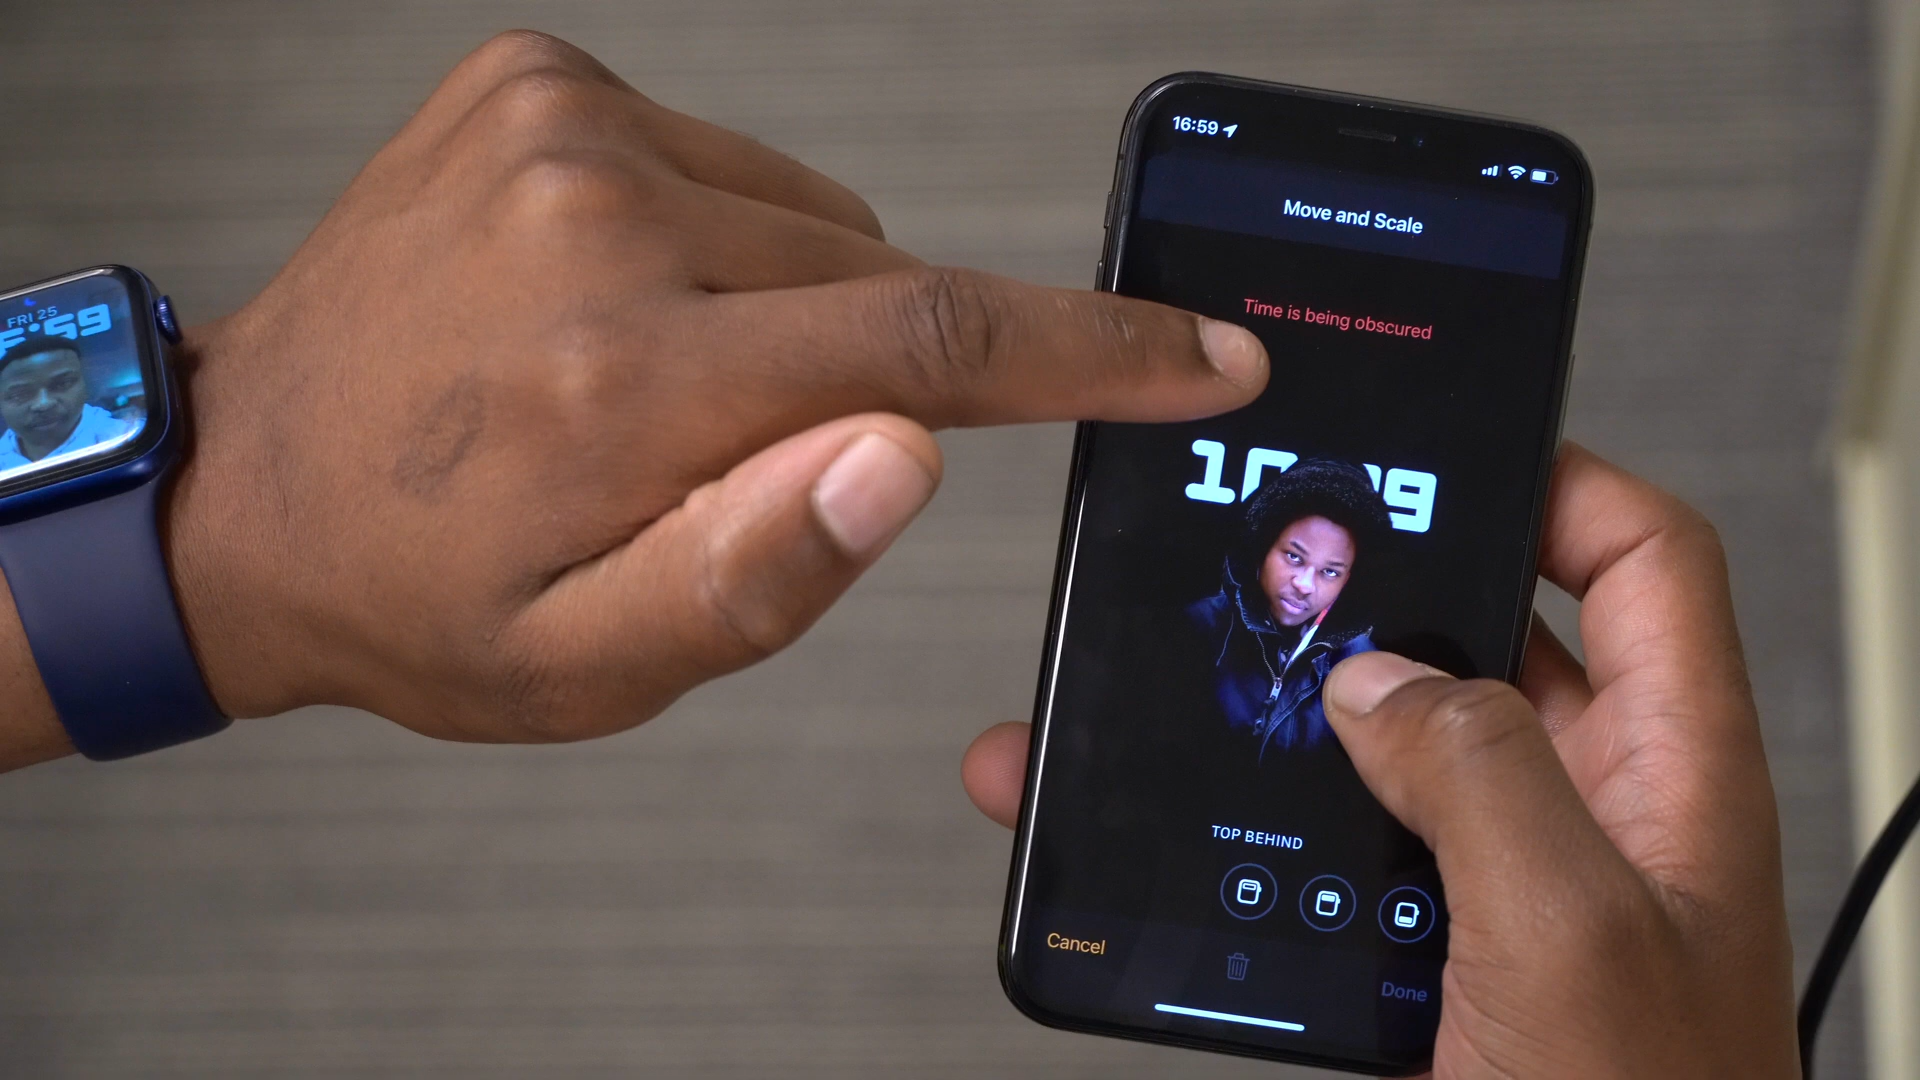 FRI 25
16:59
Move and Scale
Time is being obscured
TOP BEHIND
Cancel
Done